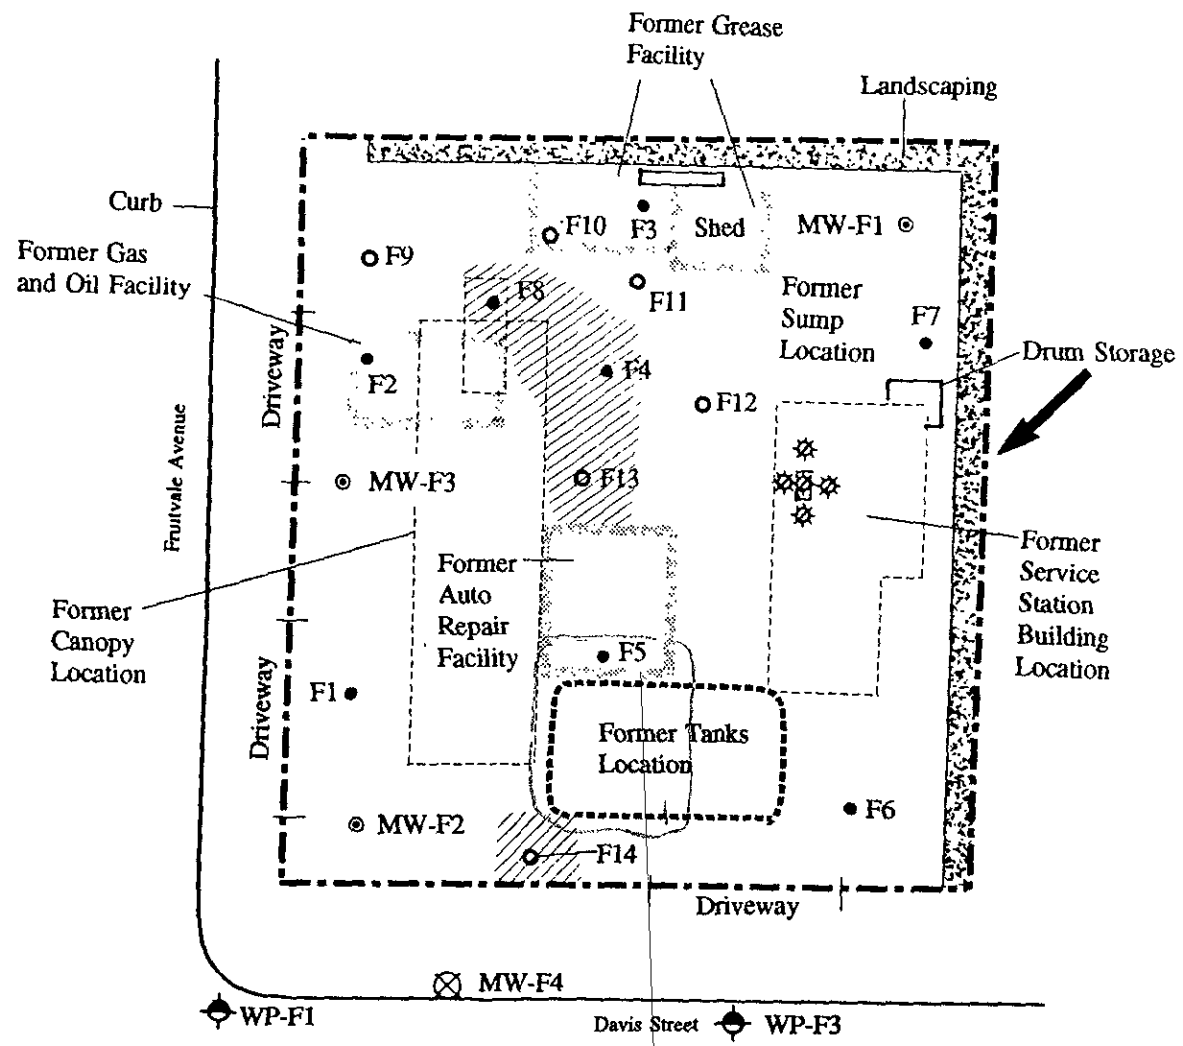 Former Grease
Facility
Landscaping
Curb
F10
F3
Shed
MW-F1
Former Gas
and Oil Facility
F9
F8
F11
Former
Sump
Location
F7
Driveway
F2
F4
Drum Storage
F12
Fruitvale Avenue
MW-F3
F13
Former
Auto
Repair
Facility
Former
Service
Station
Building
Location
Former
Canopy
Location
F5
F1
Driveway
Former Tanks
Location
MW-F2
F6
F14
Driveway
MW-F4
WP-F1
Davis Street
WP-F3